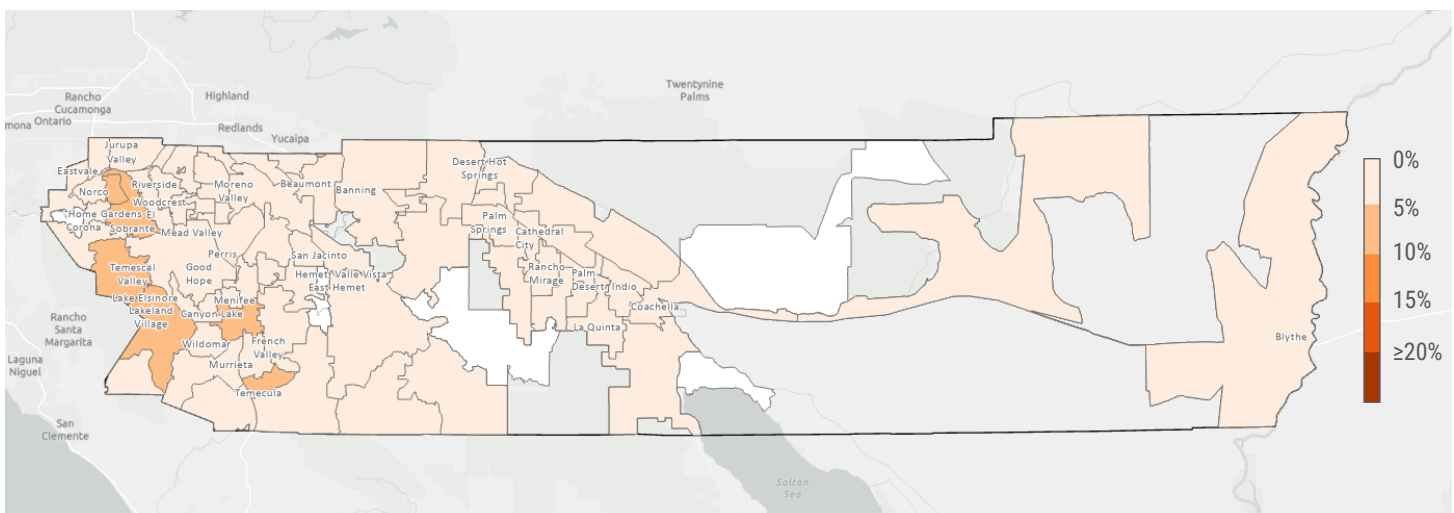 Twentynine
Palms
Rancho
Cucamonga
Highland
mona
Ontario
Redlands
Yucaipa
Jurupa
Valley
Eastvale
Norco
Riverside
Woodcrest
Moreno
Valley
Beaumont
Banning
Desert Hot
Springs
Home Gardens
El
Sobrante
Corona
Mead Valley
Palm
Springs
Cathedral
City
Perris
San Jacinto
Good
Hope
Hemet
Valle Vista
East Hemet
Rancho
Mirage
Palm
Desert
Indio
Temescal
Valley
Lake Elsinore
Lakeland
Village
Menifee
Canyon Lake
Coachella
La Quinta
Wildomar
French
Valley
Murrieta
Temecula
Rancho
Santa
Margarita
Laguna
Niguel
San
Clemente
Salton
Sea
Blythe
0%
5%
10%
15%
≥20%